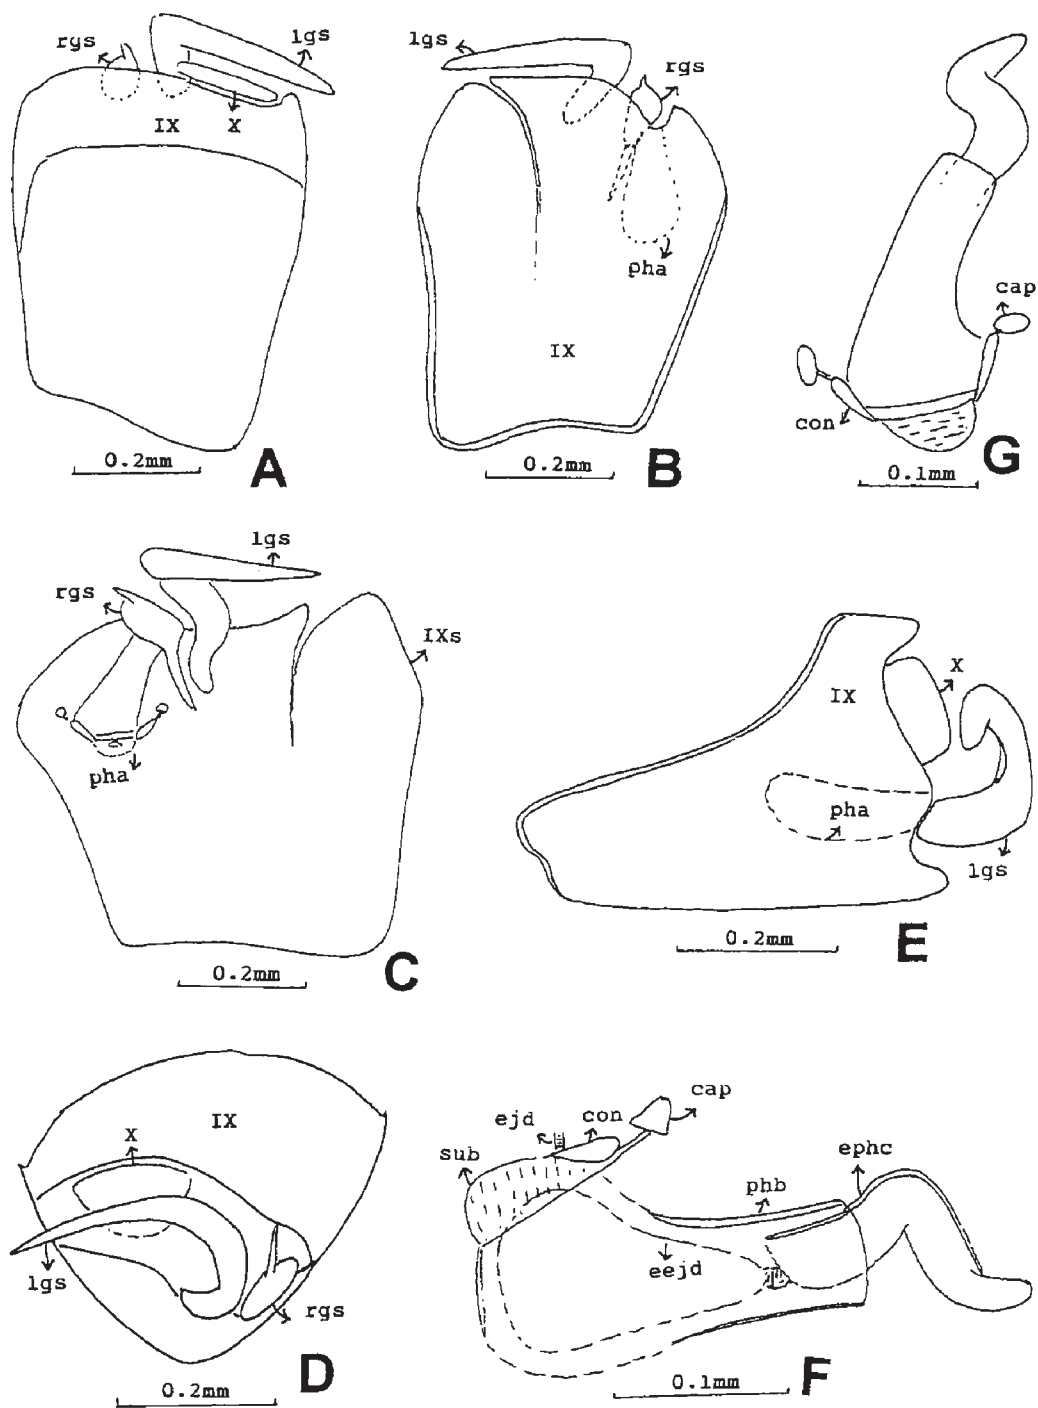 rgs
lgs
IX
X
0.2mm
A
lgs
rgs
pha
IX
0.2mm
B
cap
con
0.1mm
G
lgs
rgs
IXs
pha
0.2mm
C
IX
X
pha
lgs
0.2mm
E
IX
X
lgs
rgs
0.2mm
D
cap
ejd
con
sub
ephc
phb
eejd
0.1mm
F